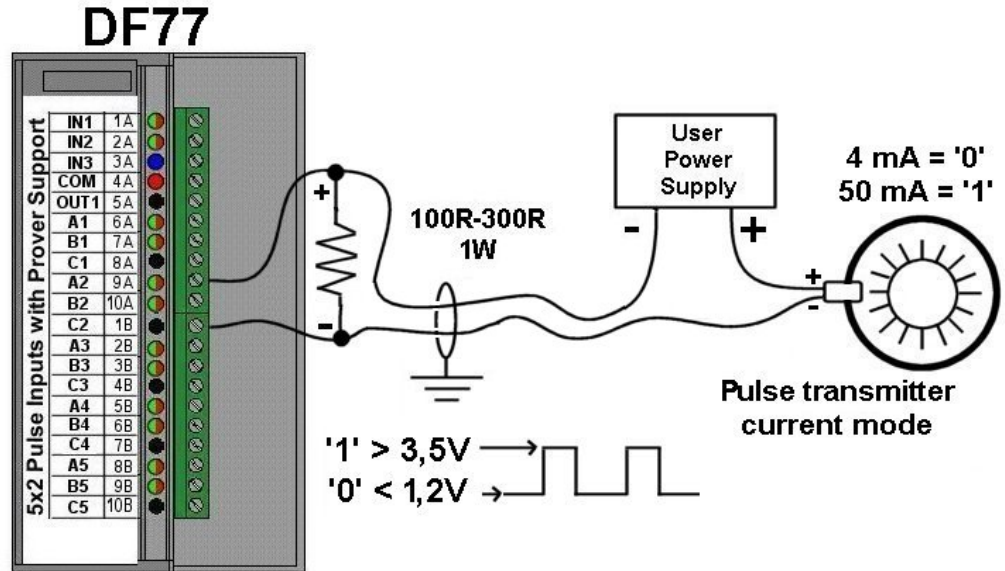 DF77
5x2 Pulse Inputs with Prover Support
IN1 1A
IN2 2A
IN3 3A
COM 4A
OUT1 5A
A1 6A
B1 7A
C1 8A
A2 9A
B2 10A
C2 1B
A3 2B
B3 3B
C3 4B
A4 5B
B4 6B
C4 7B
A5 8B
B5 9B
C5 10B
+
-
100R-300R
1W
User
Power
Supply
- +
4 mA = '0'
50 mA = '1'
+
-
Pulse transmitter
current mode
'1' > 3,5V
'0' < 1,2V